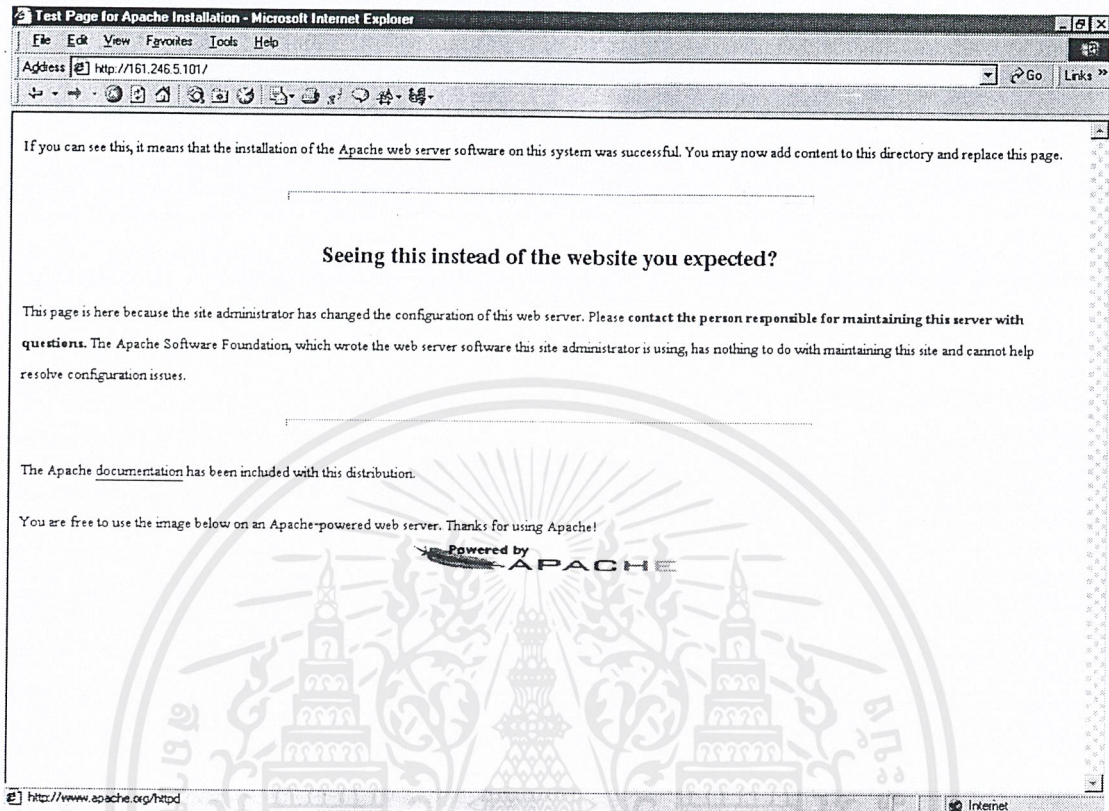 Test Page for Apache Installation - Microsoft Internet Explorer
File Edit View Favorites Tools Help
Address http://161.246.5.101/ Go Links »
If you can see this, it means that the installation of the Apache web server software on this system was successful. You may now add content to this directory and replace this page.
Seeing this instead of the website you expected?
This page is here because the site administrator has changed the configuration of this web server. Please contact the person responsible for maintaining this server with
questions. The Apache Software Foundation, which wrote the web server software this site administrator is using, has nothing to do with maintaining this site and cannot help
resolve configuration issues.
The Apache documentation has been included with this distribution.
You are free to use the image below on an Apache-powered web server. Thanks for using Apache!
Powered by
APACHE
http://www.apache.org/httpd Internet